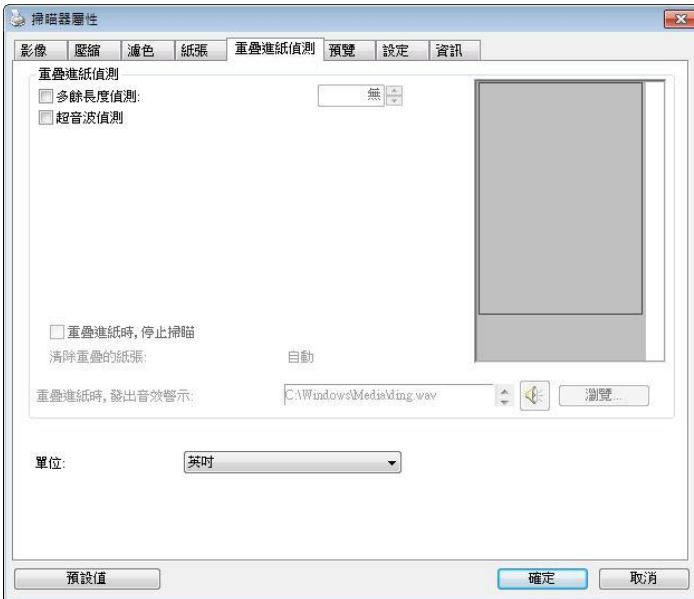 掃瞄器屬性
影像 壓縮 濾色 紙張 重疊進紙偵測 預覽 設定 資訊
重疊進紙偵測
多餘長度偵測: 無
超音波偵測
重疊進紙時, 停止掃瞄
清除重疊的紙張: 自動
重疊進紙時, 發出音效警示: C:\Windows\Media\ding.wav 瀏覽...
單位: 英吋
預設值 確定 取消